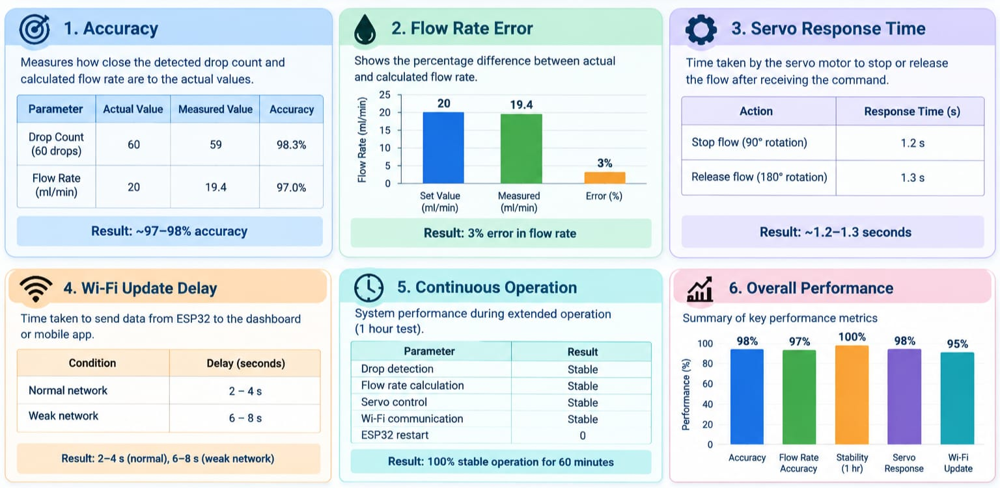 1. Accuracy
Measures how close the detected drop count and
calculated flow rate are to the actual values.
Parameter Actual Value Measured Value Accuracy
Drop Count
(60 drops) 60 59 98.3%
Flow Rate
(ml/min) 20 19.4 97.0%
Result: ~97–98% accuracy
2. Flow Rate Error
Shows the percentage difference between actual
and calculated flow rate.
Flow Rate (ml/min)
25
20
15
10
5
0
20
19.4
3%
Set Value
(ml/min)
Measured
(ml/min)
Error (%)
Result: 3% error in flow rate
3. Servo Response Time
Time taken by the servo motor to stop or release
the flow after receiving the command.
Action Response Time (s)
Stop flow (90° rotation) 1.2 s
Release flow (180° rotation) 1.3 s
Result: ~1.2–1.3 seconds
4. Wi-Fi Update Delay
Time taken to send data from ESP32 to the dashboard
or mobile app.
Condition Delay (seconds)
Normal network 2 – 4 s
Weak network 6 – 8 s
Result: 2–4 s (normal), 6–8 s (weak network)
5. Continuous Operation
System performance during extended operation
(1 hour test).
Parameter Result
Drop detection Stable
Flow rate calculation Stable
Servo control Stable
Wi-Fi communication Stable
ESP32 restart 0
Result: 100% stable operation for 60 minutes
6. Overall Performance
Summary of key performance metrics
Performance (%)
100
80
60
40
20
0
98%
97%
100%
98%
95%
Accuracy
Flow Rate
Accuracy
Stability
(1 hr)
Servo
Response
Wi-Fi
Update